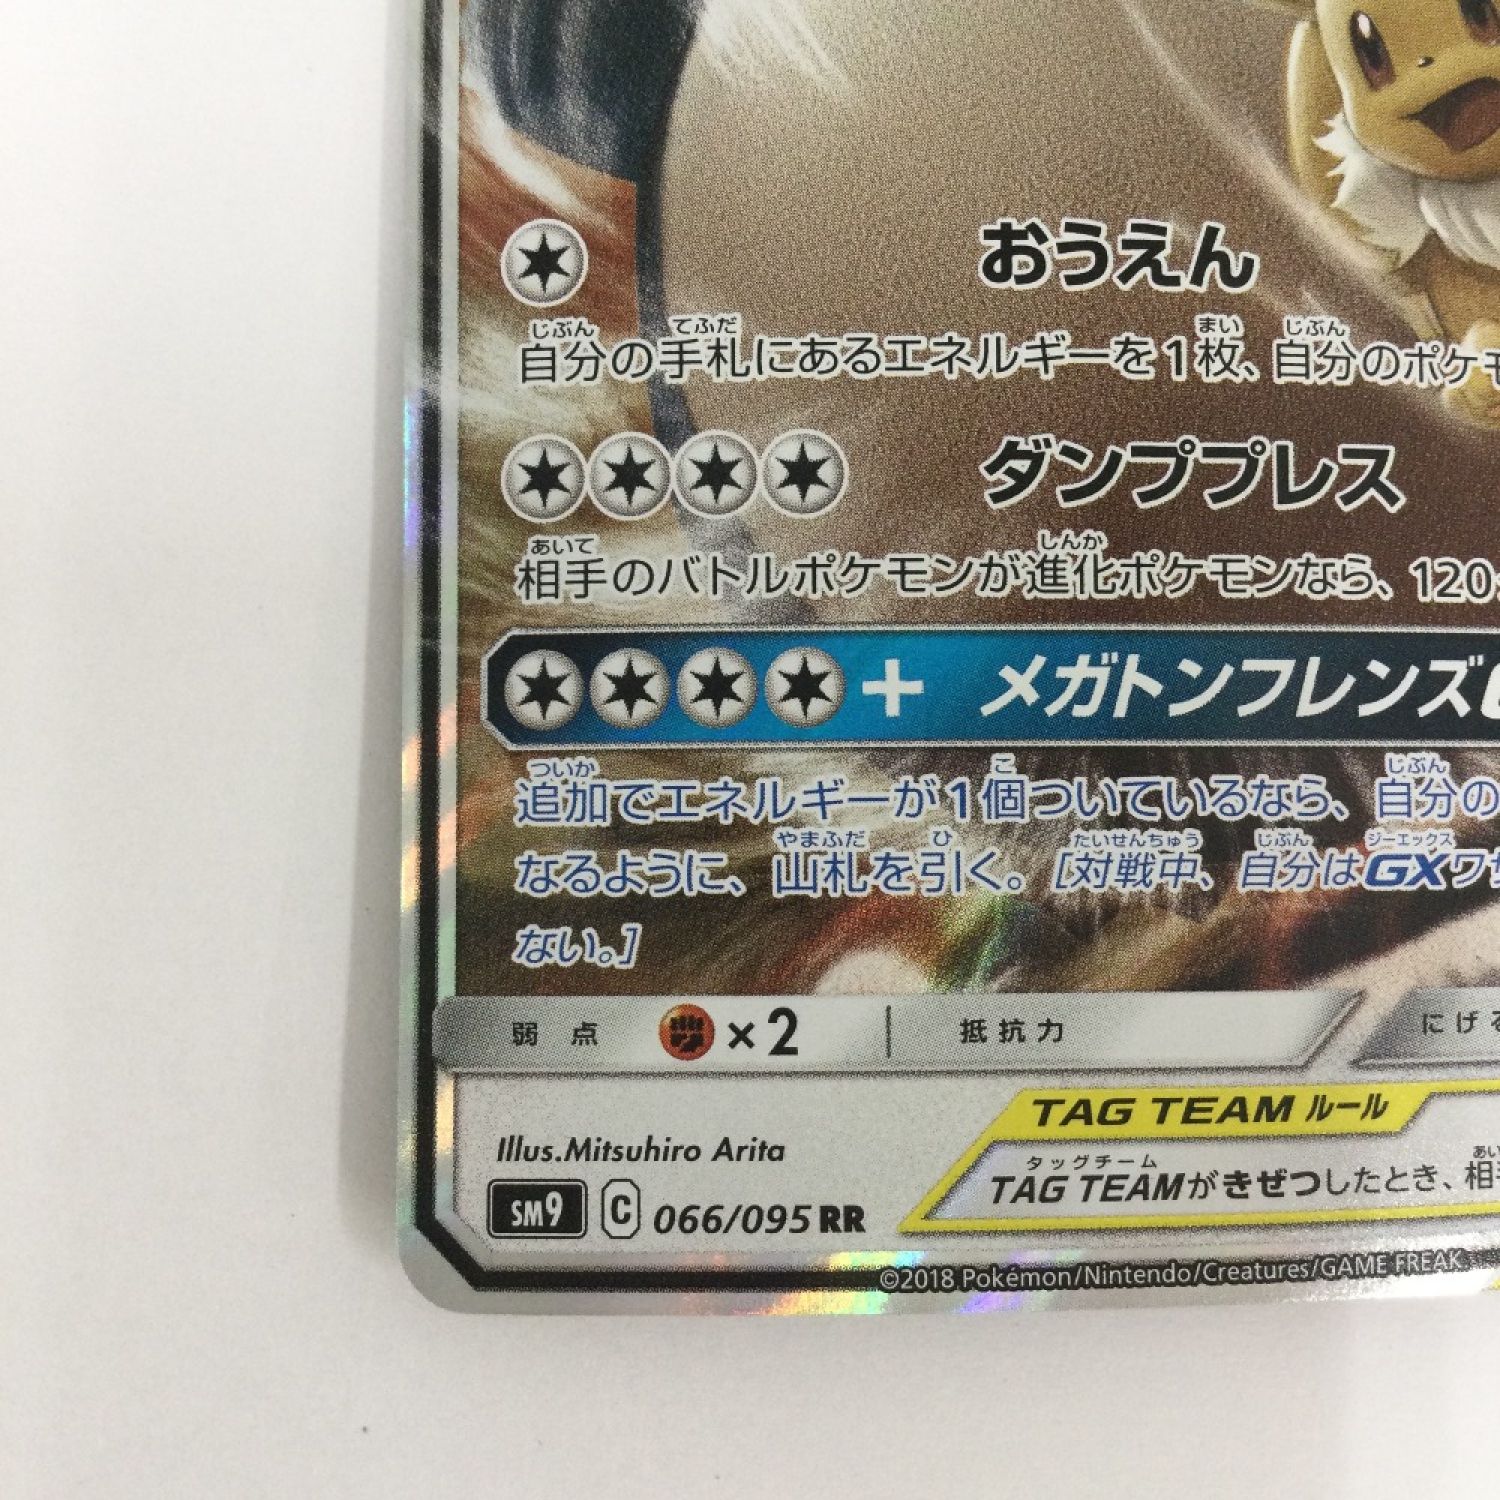 おうえん
じぶん てふだ まい じぶん
自分の手札にあるエネルギーを1枚、自分のポケモ
ダンププレス
あいて しんか
相手のバトルポケモンが進化ポケモンなら、120
+ メガトンフレンズG
ついか こ じぶん
追加でエネルギーが1個ついているなら、自分の
やまふだ ひ たいせんちゅう じぶん ジーエックス
なるように、山札を引く。[対戦中、自分はGXワザ
ない。]
弱点 ×2 抵抗力 にげる
TAG TEAM ルール
Illus.Mitsuhiro Arita
タッグチーム あい
TAG TEAMがきぜつしたとき、相手
SM9 C 066/095 RR
©2018 Pokémon/Nintendo/Creatures/GAME FREAK